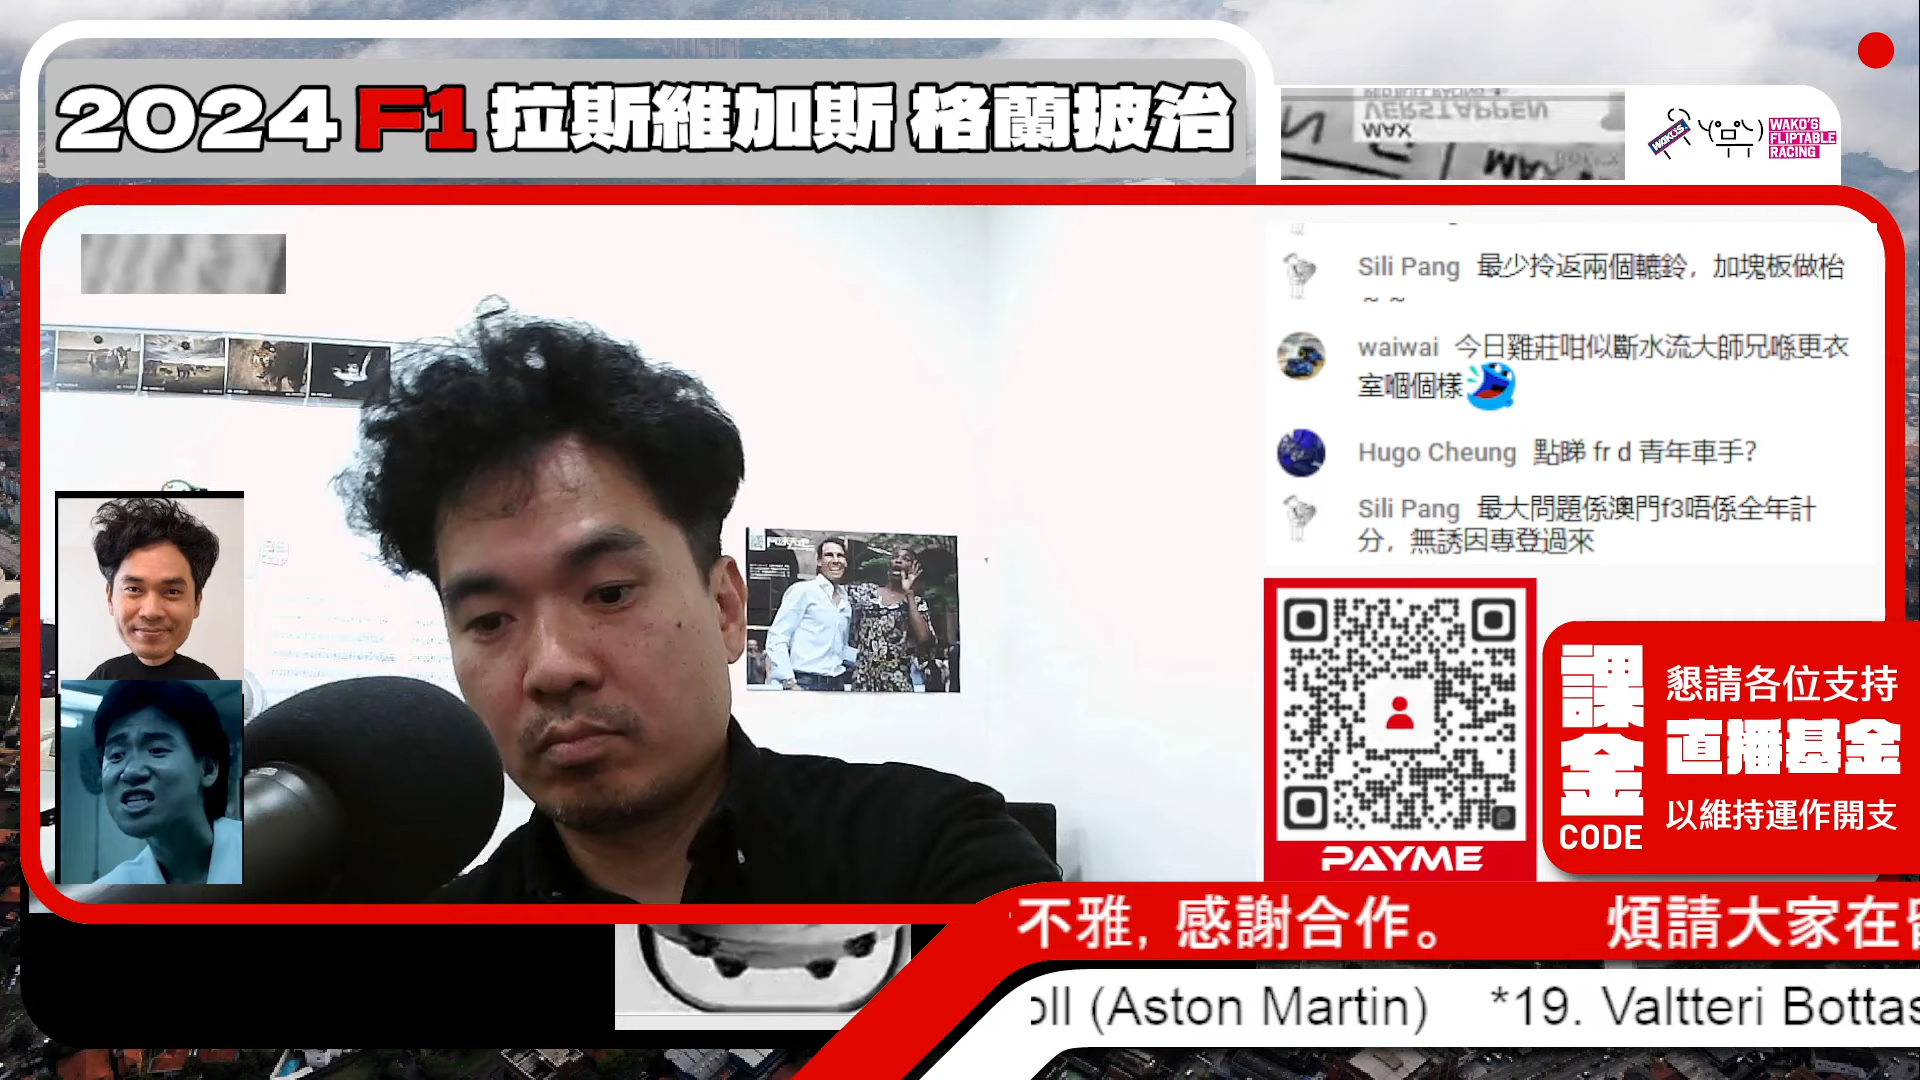 2024 F1 拉斯維加斯 格蘭披治
VERSTAPPEN
MAX
WAKO'S
WAKO'S
FLIPTABLE
RACING
Sili Pang 最少拎返兩個轆鈴，加塊板做枱
~ ~
waiwai 今日雞莊咁似斷水流大師兄喺更衣
室嗰個樣
Hugo Cheung 點睇 fr d 青年車手？
Sili Pang 最大問題係澳門f3唔係全年計
分，無誘因專登過來
課金
CODE
懇請各位支持
直播基金
以維持運作開支
PAYME
不雅，感謝合作。 煩請大家在
oll (Aston Martin) *19. Valtteri Bottas